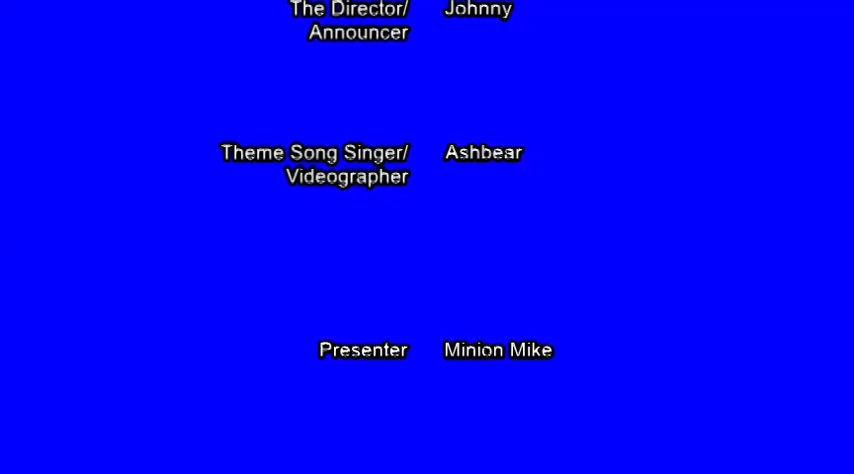 The Director/ Johnny
Announcer
Theme Song Singer/ Ashbear
Videographer
Presenter Minion Mike